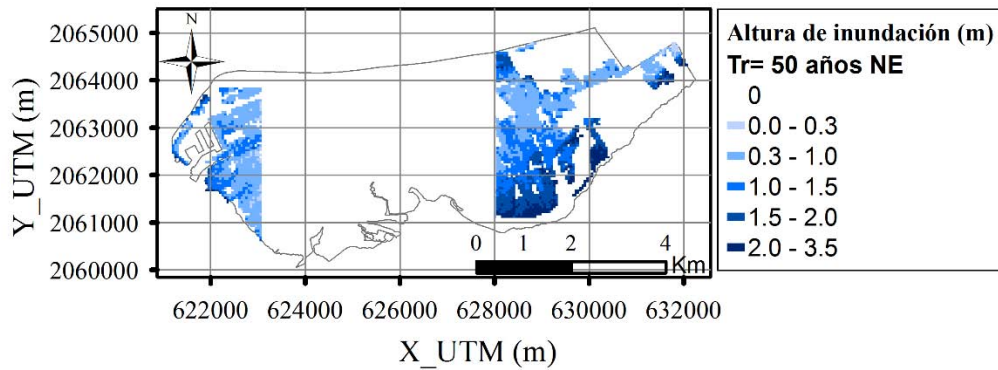 N
Y_UTM (m)
2065000
2064000
2063000
2062000
2061000
2060000
622000 624000 626000 628000 630000 632000
X_UTM (m)
0 1 2 4
Km
Altura de inundación (m)
Tr= 50 años NE
0
0.0 - 0.3
0.3 - 1.0
1.0 - 1.5
1.5 - 2.0
2.0 - 3.5